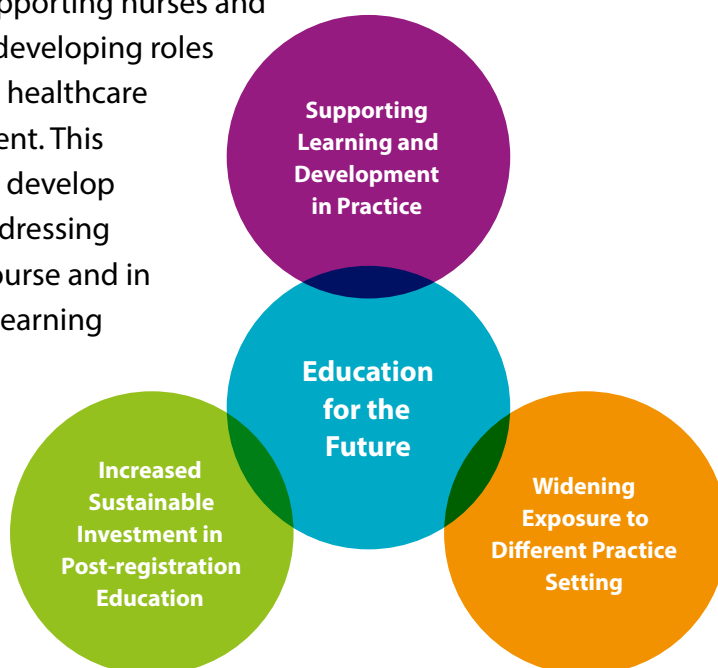 pporting nurses and
developing roles
healthcare
ent. This
develop
dressing
ourse and in
earning
Supporting
Learning and
Development
in Practice
Education
for the
Future
Increased
Sustainable
Investment in
Post-registration
Education
Widening
Exposure to
Different Practice
Setting